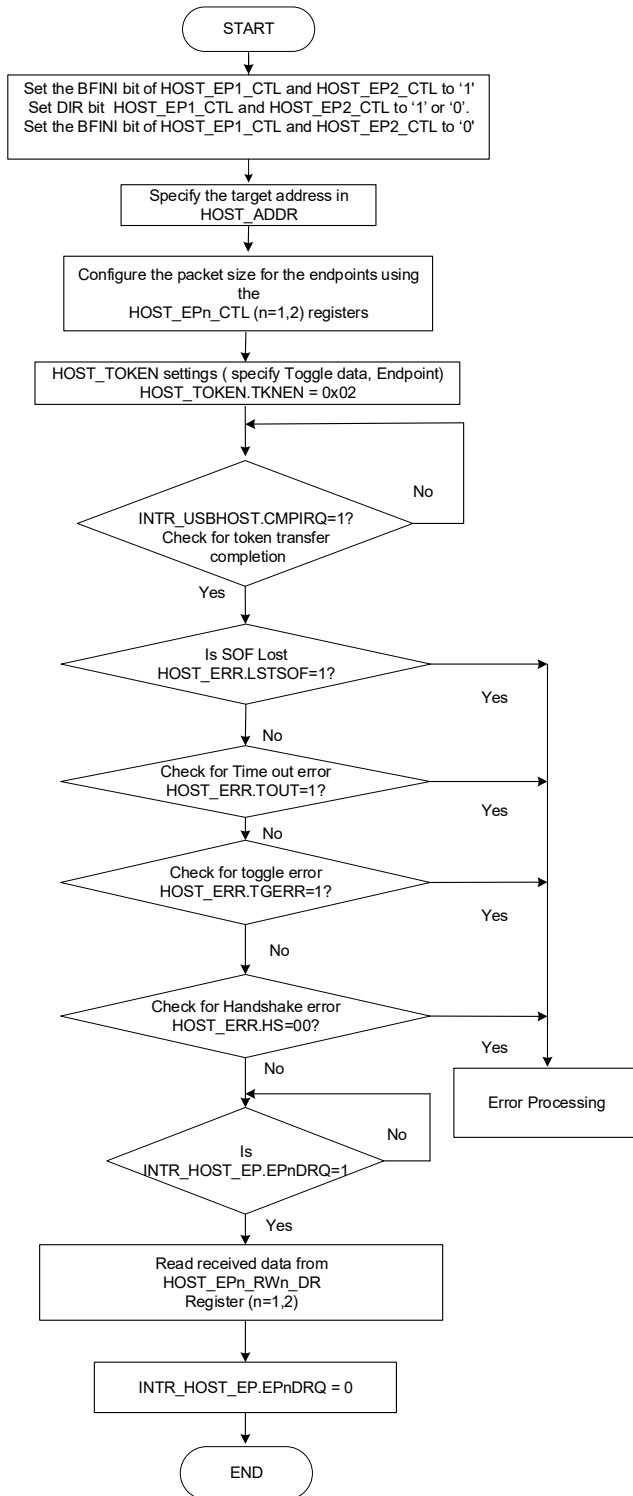 START
Set the BFINI bit of HOST_EP1_CTL and HOST_EP2_CTL to ‘1’
Set DIR bit HOST_EP1_CTL and HOST_EP2_CTL to ‘1’ or ‘0’.
Set the BFINI bit of HOST_EP1_CTL and HOST_EP2_CTL to ‘0’
Specify the target address in
HOST_ADDR
Configure the packet size for the endpoints using
the
HOST_EPn_CTL (n=1,2) registers
HOST_TOKEN settings ( specify Toggle data, Endpoint)
HOST_TOKEN.TKNEN = 0x02
No
INTR_USBHOST.CMPIRQ=1?
Check for token transfer
completion
Yes
Is SOF Lost
HOST_ERR.LSTSOF=1?
Yes
No
Check for Time out error
HOST_ERR.TOUT=1?
Yes
No
Check for toggle error
HOST_ERR.TGERR=1?
Yes
No
Check for Handshake error
HOST_ERR.HS=00?
Yes
No
Error Processing
No
Is
INTR_HOST_EP.EPnDRQ=1
Yes
Read received data from
HOST_EPn_RWn_DR
Register (n=1,2)
INTR_HOST_EP.EPnDRQ = 0
END